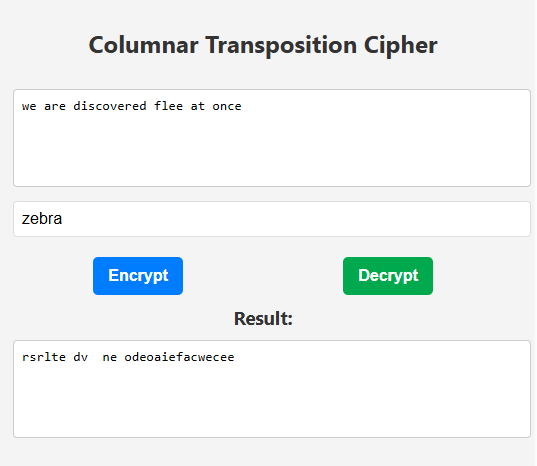 Columnar Transposition Cipher
we are discovered flee at once
zebra
Encrypt Decrypt
Result:
rsrlte dv  ne odeoaiefacwecee